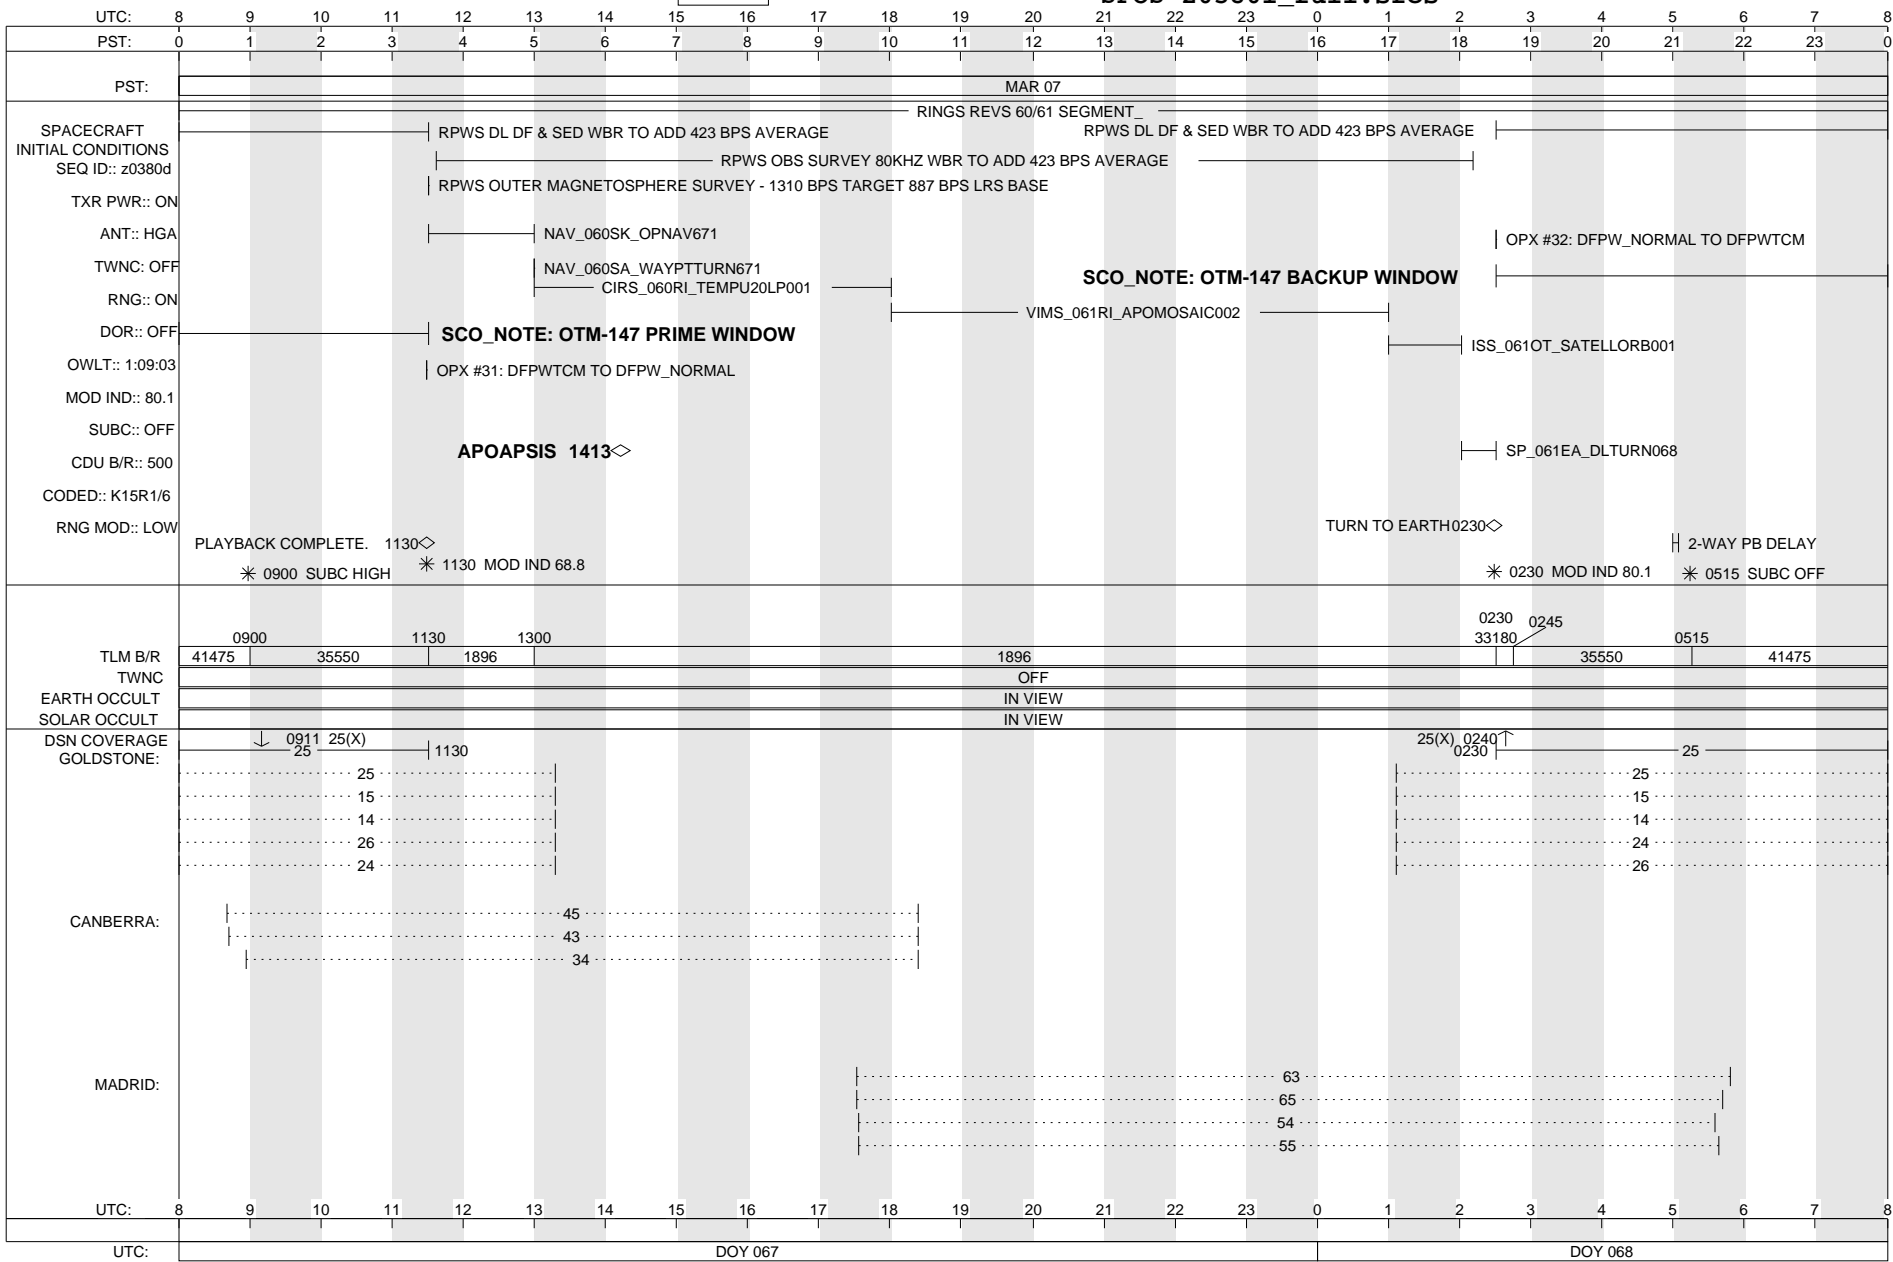 UTC: 8 9 10 11 12 13 14 15 16 17 18 19 20 21 22 23 0 1 2 3 4 5 6 7 8
PST: 0 1 2 3 4 5 6 7 8 9 10 11 12 13 14 15 16 17 18 19 20 21 22 23 0
PST: MAR 07
RINGS REVS 60/61 SEGMENT_
SPACECRAFT
INITIAL CONDITIONS
SEQ ID:: z0380d
TXR PWR:: ON
ANT:: HGA
TWNC: OFF
RNG:: ON
DOR:: OFF
OWLT:: 1:09:03
MOD IND:: 80.1
SUBC:: OFF
CDU B/R:: 500
CODED:: K15R1/6
RNG MOD:: LOW
RPWS DL DF & SED WBR TO ADD 423 BPS AVERAGE
RPWS DL DF & SED WBR TO ADD 423 BPS AVERAGE
RPWS OBS SURVEY 80KHZ WBR TO ADD 423 BPS AVERAGE
RPWS OUTER MAGNETOSPHERE SURVEY - 1310 BPS TARGET 887 BPS LRS BASE
NAV_060SK_OPNAV671
OPX #32: DFPW_NORMAL TO DFPWTCM
NAV_060SA_WAYPTTURN671
SCO_NOTE: OTM-147 BACKUP WINDOW
CIRS_060RI_TEMPU20LP001
VIMS_061RI_APOMOSAIC002
SCO_NOTE: OTM-147 PRIME WINDOW
ISS_061OT_SATELLORB001
OPX #31: DFPWTCM TO DFPW_NORMAL
APOAPSIS 1413
SP_061EA_DLTURN068
TURN TO EARTH 0230
PLAYBACK COMPLETE. 1130
2-WAY PB DELAY
1130 MOD IND 68.8
0900 SUBC HIGH
0230 MOD IND 80.1
0515 SUBC OFF
0230
0245
0900 1130 1300 33180 0515
TLM B/R 41475 35550 1896 1896 35550 41475
TWNC OFF
EARTH OCCULT IN VIEW
SOLAR OCCULT IN VIEW
DSN COVERAGE
GOLDSTONE:
0911 25(X)
25 1130
25(X) 0240
0230 25
25 25
15 15
14 14
26 24
24 26
CANBERRA:
45
43
34
MADRID:
63
65
54
55
UTC: 8 9 10 11 12 13 14 15 16 17 18 19 20 21 22 23 0 1 2 3 4 5 6 7 8
UTC: DOY 067 DOY 068